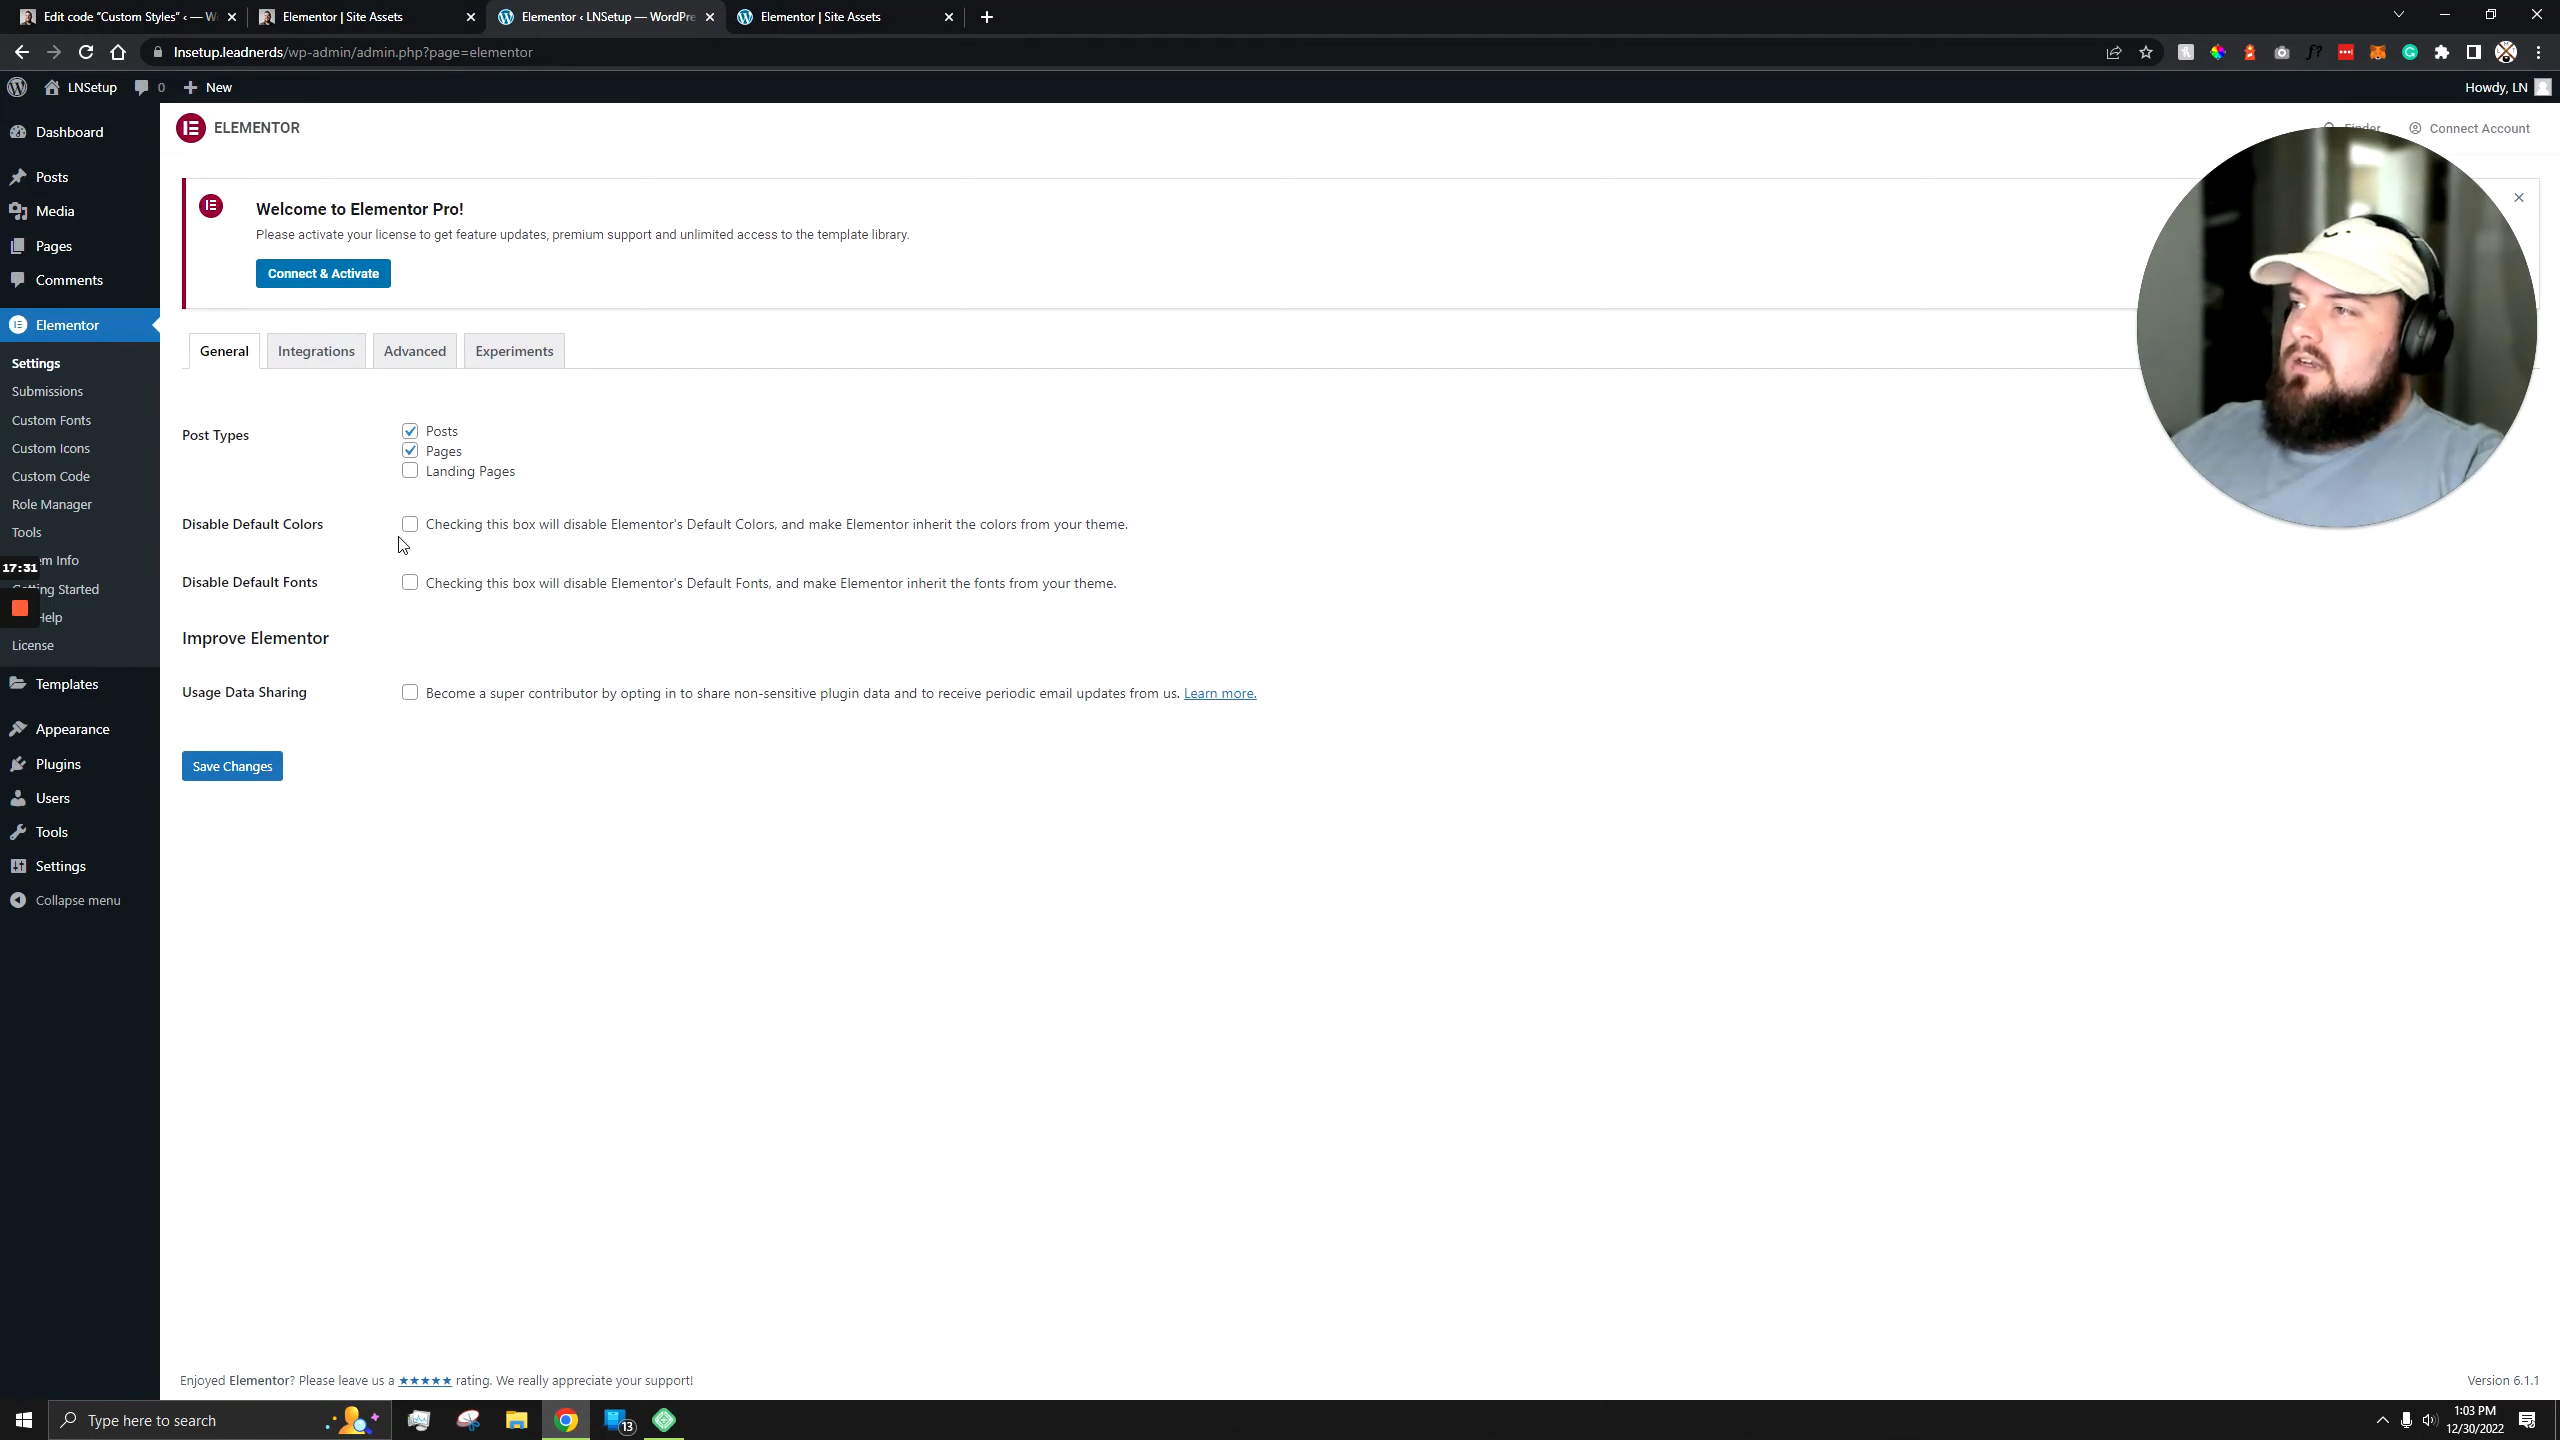 Edit code "Custom Styles" ‹ — W
Elementor | Site Assets
Elementor ‹ LNSetup — WordPre
Elementor | Site Assets
lnsetup.leadnerds/wp-admin/admin.php?page=elementor
LNSetup
0
New
Howdy, LN
Dashboard
Posts
Media
Pages
Comments
Elementor
Settings
Submissions
Custom Fonts
Custom Icons
Custom Code
Role Manager
Tools
17:31
em Info
Getting Started
Help
License
Templates
Appearance
Plugins
Users
Tools
Settings
Collapse menu
ELEMENTOR
Finder
Connect Account
Welcome to Elementor Pro!
Please activate your license to get feature updates, premium support and unlimited access to the template library.
Connect & Activate
General
Integrations
Advanced
Experiments
Post Types
Posts
Pages
Landing Pages
Disable Default Colors
Checking this box will disable Elementor's Default Colors, and make Elementor inherit the colors from your theme.
Disable Default Fonts
Checking this box will disable Elementor's Default Fonts, and make Elementor inherit the fonts from your theme.
Improve Elementor
Usage Data Sharing
Become a super contributor by opting in to share non-sensitive plugin data and to receive periodic email updates from us. Learn more.
Save Changes
Enjoyed Elementor? Please leave us a ★★★★★ rating. We really appreciate your support!
Version 6.1.1
Type here to search
13
1:03 PM
12/30/2022